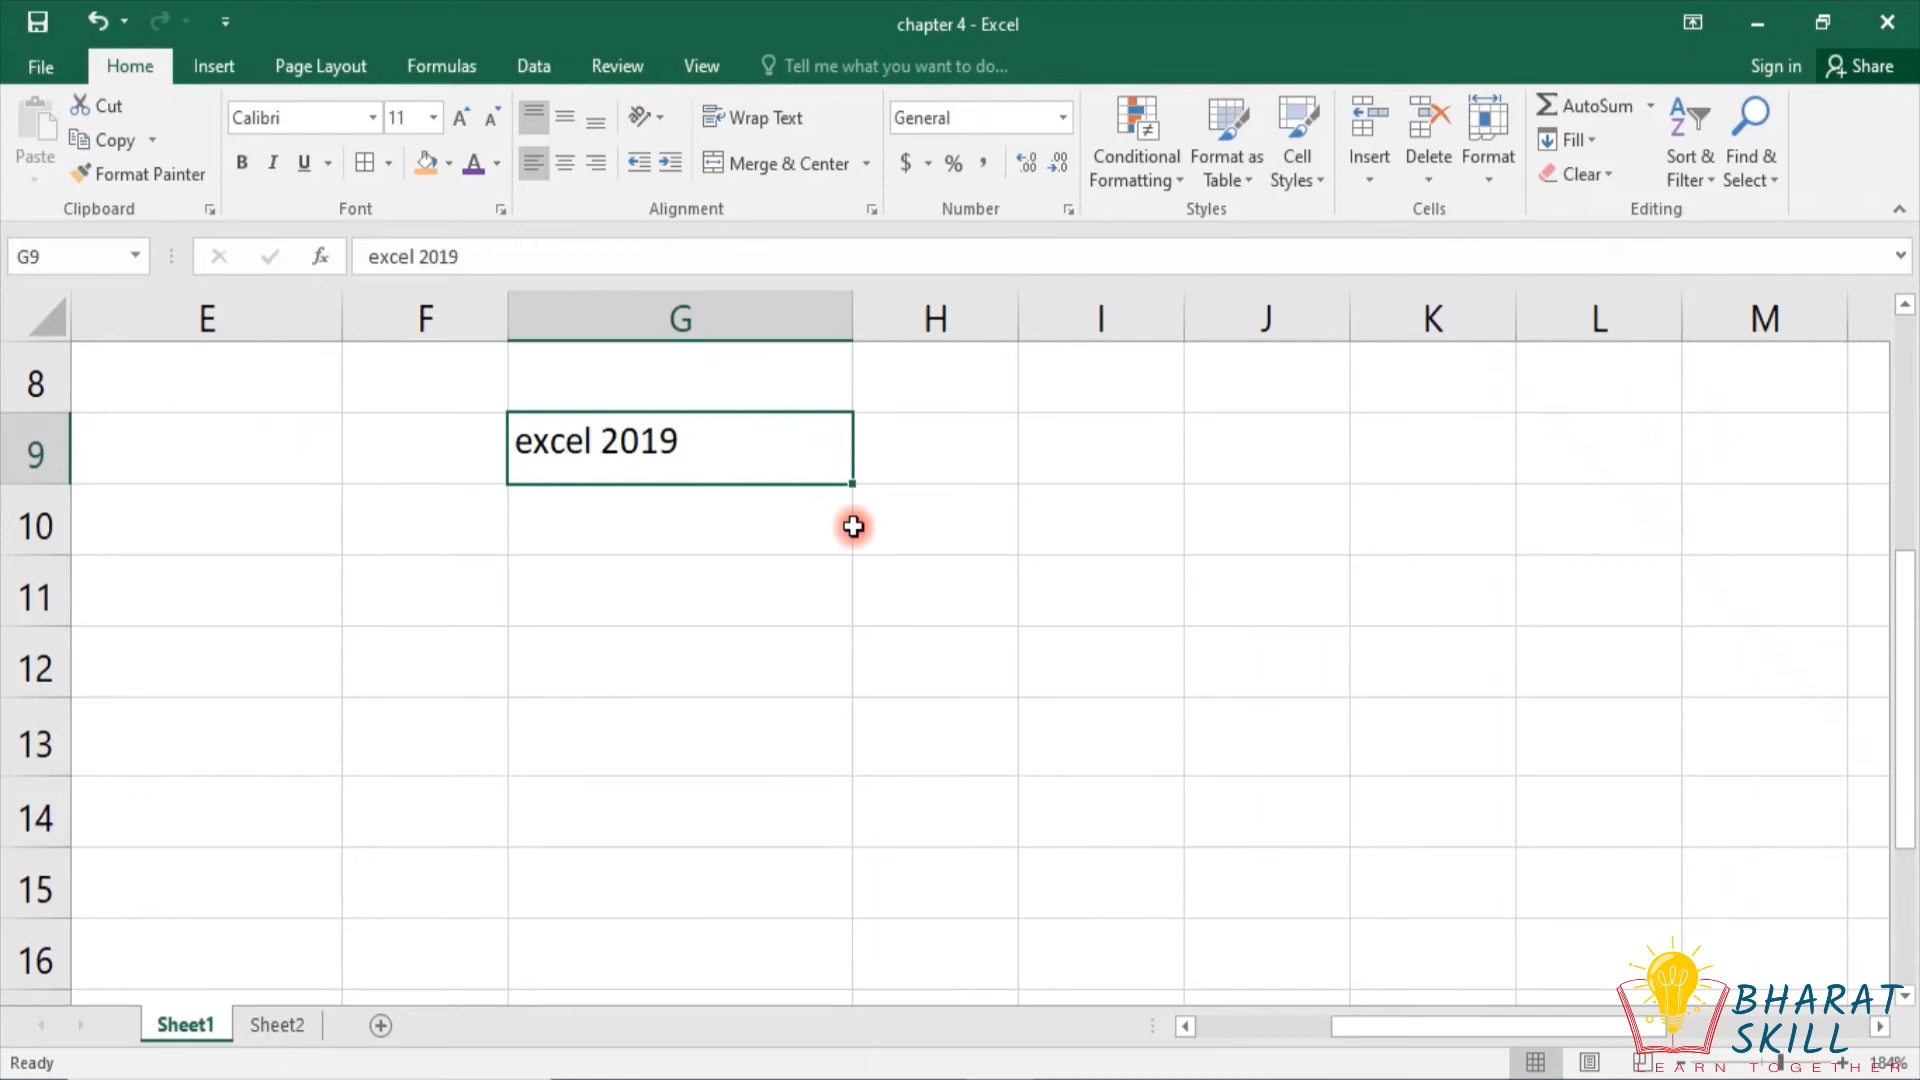 chapter 4 - Excel
File Home Insert Page Layout Formulas Data Review View Tell me what you want to do... Sign in Share
Paste Cut Copy Format Painter
Clipboard
Calibri 11
B I U A
Font
Wrap Text
Merge & Center
Alignment
General
$ % ,
Number
Conditional Formatting Format as Table Cell Styles
Styles
Insert Delete Format
Cells
AutoSum
Fill
Clear
Sort & Filter Find & Select
Editing
G9 fx excel 2019
E F G H I J K L M
8
9 excel 2019
10
11
12
13
14
15
16
Sheet1 Sheet2
Ready 184%
BHARAT
SKILL
LEARN TOGETHER